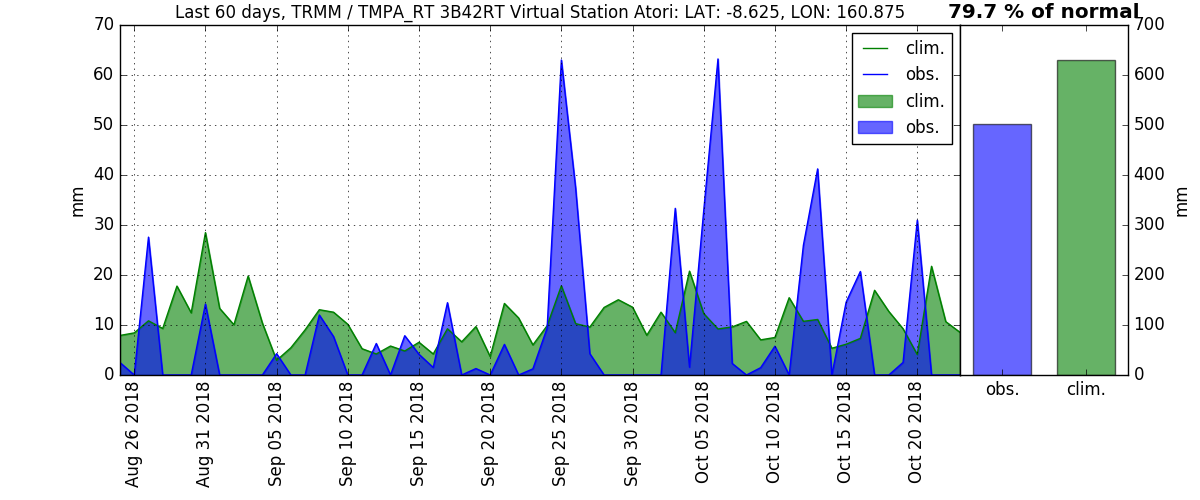 Last 60 days, TRMM / TMPA_RT 3B42RT Virtual Station Atori: LAT: -8.625, LON: 160.875
79.7 % of normal
70
60
50
40
30
20
10
0
mm
clim.
obs.
clim.
obs.
Aug 26 2018
Aug 31 2018
Sep 05 2018
Sep 10 2018
Sep 15 2018
Sep 20 2018
Sep 25 2018
Sep 30 2018
Oct 05 2018
Oct 10 2018
Oct 15 2018
Oct 20 2018
700
600
500
400
300
200
100
0
mm
obs.
clim.